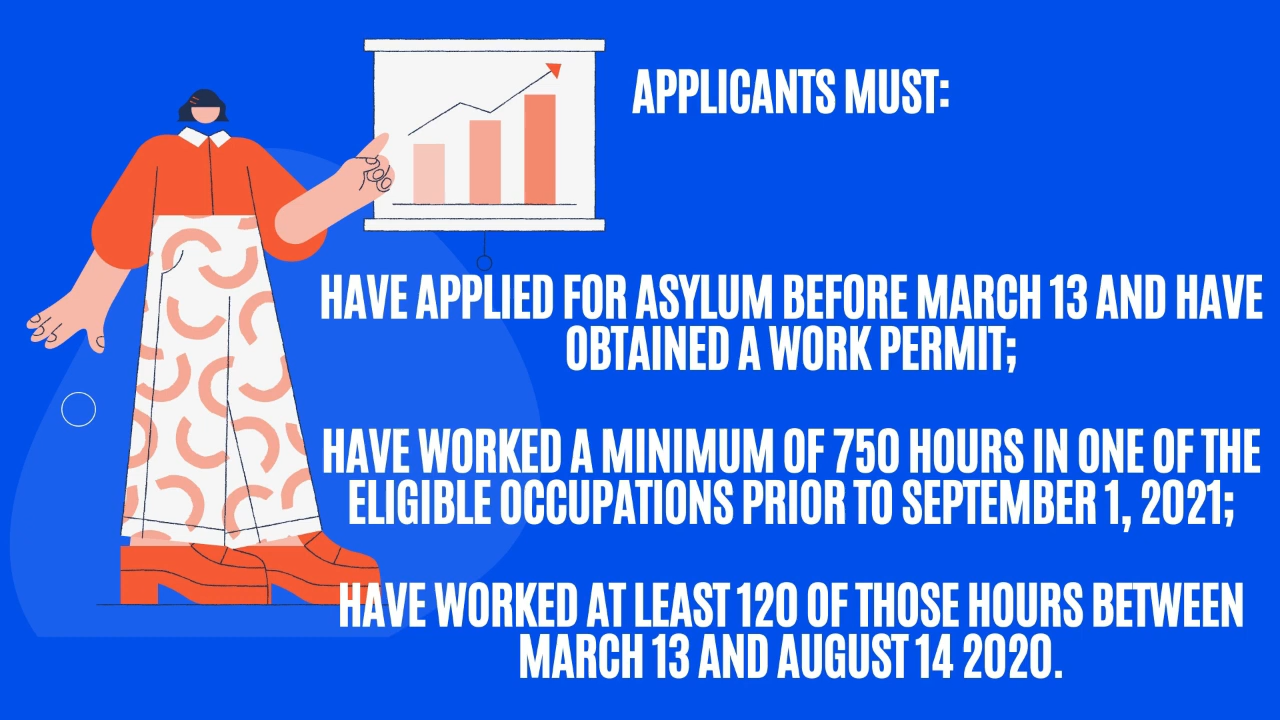 APPLICANTS MUST:
HAVE APPLIED FOR ASYLUM BEFORE MARCH 13 AND HAVE
OBTAINED A WORK PERMIT;
HAVE WORKED A MINIMUM OF 750 HOURS IN ONE OF THE
ELIGIBLE OCCUPATIONS PRIOR TO SEPTEMBER 1, 2021;
HAVE WORKED AT LEAST 120 OF THOSE HOURS BETWEEN
MARCH 13 AND AUGUST 14 2020.